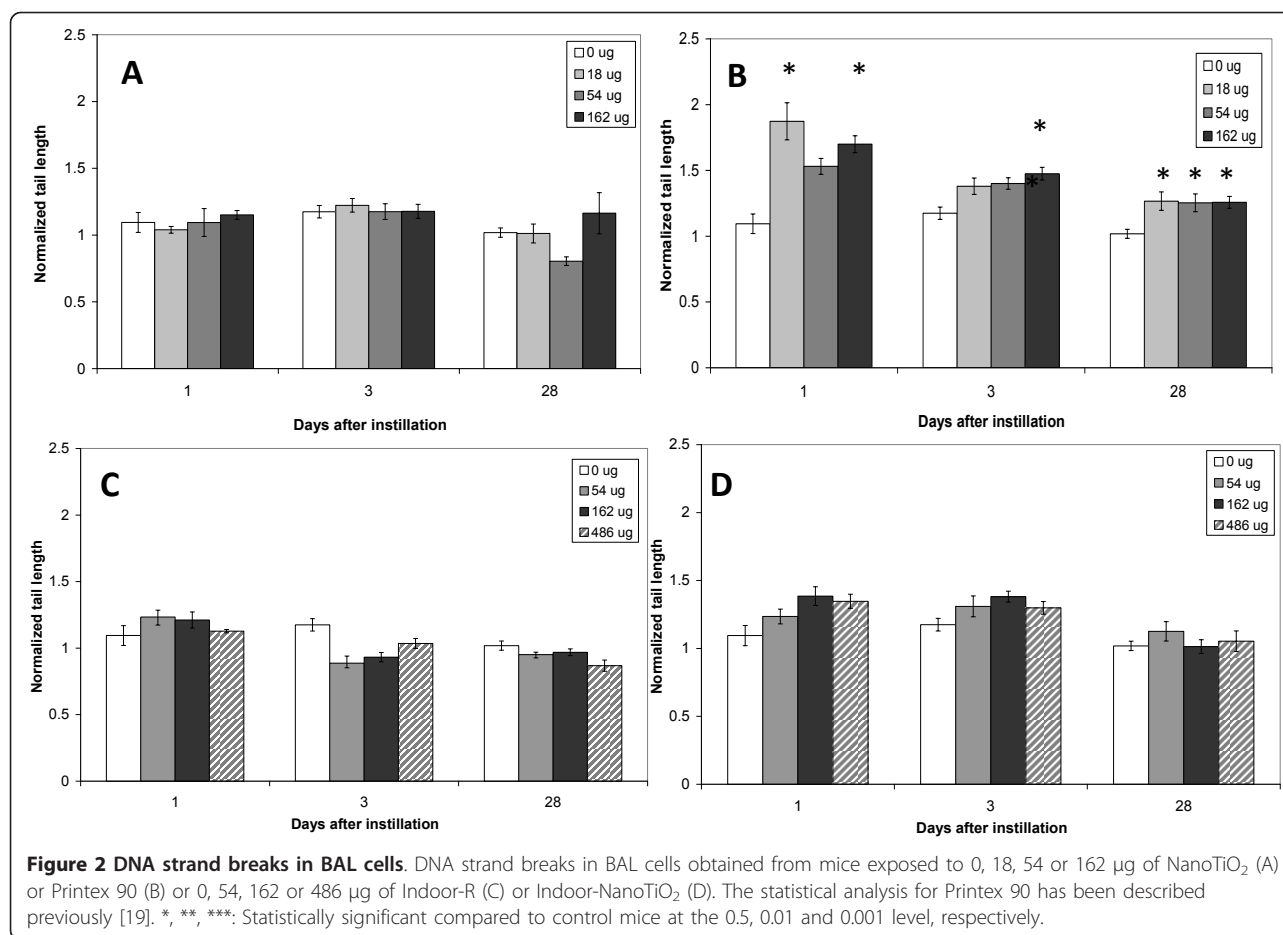 A
2.5
2
1.5
1
0.5
0
Normalized tail length
0 ug
18 ug
54 ug
162 ug
1 3 28
Days after instillation
B
2.5
2
1.5
1
0.5
0
Normalized tail length
0 ug
18 ug
54 ug
162 ug
* *
*
*
* * *
1 3 28
Days after instillation
C
2.5
2
1.5
1
0.5
0
Normalized tail length
0 ug
54 ug
162 ug
486 ug
1 3 28
Days after instillation
D
2.5
2
1.5
1
0.5
0
Normalized tail length
0 ug
54 ug
162 ug
486 ug
1 3 28
Days after instillation
Figure 2 DNA strand breaks in BAL cells. DNA strand breaks in BAL cells obtained from mice exposed to 0, 18, 54 or 162 μg of NanoTiO₂ (A)
or Printex 90 (B) or 0, 54, 162 or 486 μg of Indoor-R (C) or Indoor-NanoTiO₂ (D). The statistical analysis for Printex 90 has been described
previously [19]. *, **, ***: Statistically significant compared to control mice at the 0.5, 0.01 and 0.001 level, respectively.